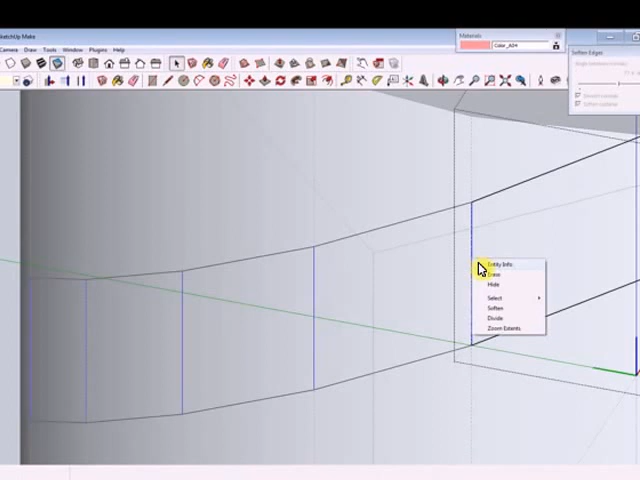 SketchUp Make
Camera Draw Tools Window Plugins Help
Materials
Color_A04
Soften Edges
Entity Info
Erase
Hide
Select
Soften
Divide
Zoom Extents